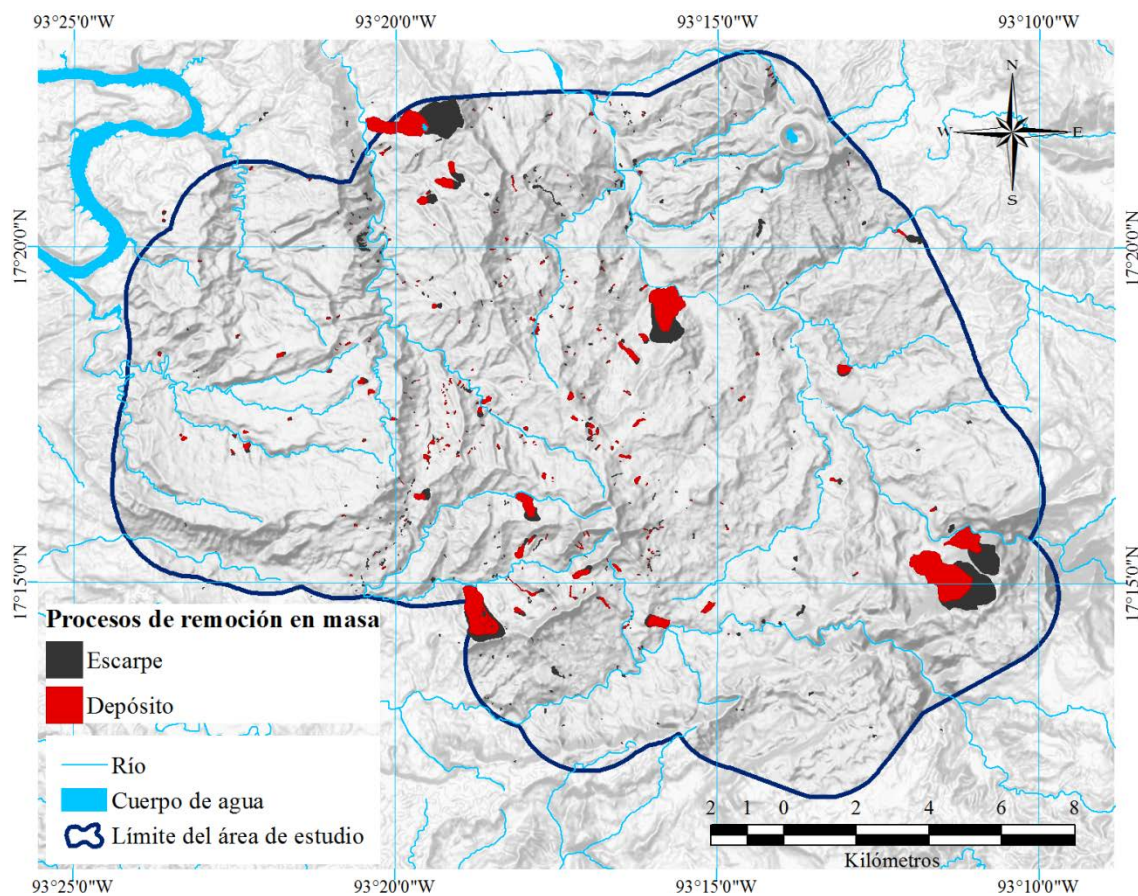 93°25'0"W 93°20'0"W 93°15'0"W 93°10'0"W
N
W E
S
17°20'0"N 17°20'0"N
17°15'0"N 17°15'0"N
Procesos de remoción en masa
Escarpe
Depósito
Río
Cuerpo de agua
Límite del área de estudio
2 1 0 2 4 6 8
Kilómetros
93°25'0"W 93°20'0"W 93°15'0"W 93°10'0"W